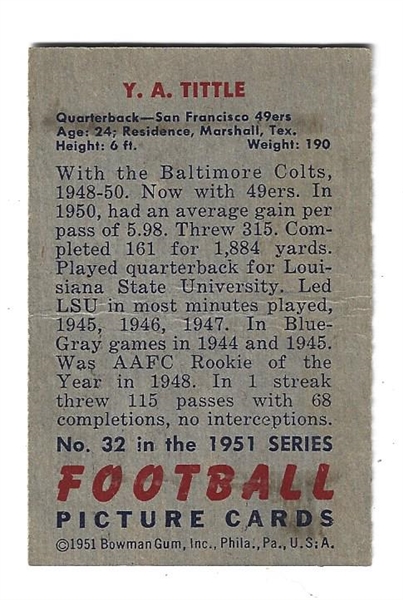 Y. A. TITTLE
Quarterback—San Francisco 49ers
Age: 24; Residence, Marshall, Tex.
Height: 6 ft. Weight: 190
With the Baltimore Colts,
1948-50. Now with 49ers. In
1950, had an average gain per
pass of 5.98. Threw 315. Com-
pleted 161 for 1,884 yards.
Played quarterback for Loui-
siana State University. Led
LSU in most minutes played,
1945, 1946, 1947. In Blue-
Gray games in 1944 and 1945.
Was AAFC Rookie of the
Year in 1948. In 1 streak
threw 115 passes with 68
completions, no interceptions.
No. 32 in the 1951 SERIES
FOOTBALL
PICTURE CARDS
©1951 Bowman Gum, Inc., Phila., Pa., U.S.A.